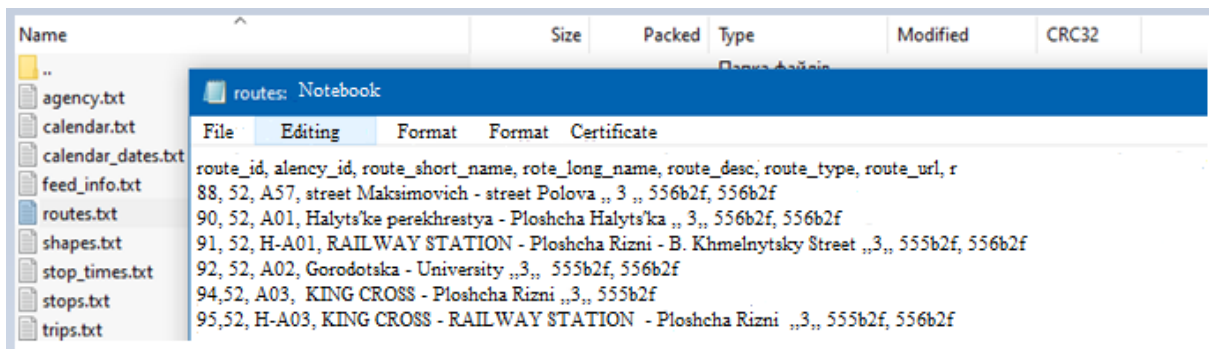 Name Size Packed Type Modified CRC32
..
agency.txt
calendar.txt
calendar_dates.txt
feed_info.txt
routes.txt
shapes.txt
stop_times.txt
stops.txt
trips.txt
routes: Notebook
File Editing Format Format Certificate
route_id, alency_id, route_short_name, rote_long_name, route_desc, route_type, route_url, r
88, 52, A57, street Maksimovich - street Polova ,, 3 ,, 556b2f, 556b2f
90, 52, A01, Halyts'ke perekhrestya - Ploshcha Halyts'ka ,, 3,, 556b2f, 556b2f
91, 52, H-A01, RAILWAY STATION - Ploshcha Rizni - B. Khmelnytsky Street ,,3,, 555b2f, 556b2f
92, 52, A02, Gorodotska - University ,,3,, 555b2f, 556b2f
94,52, A03, KING CROSS - Ploshcha Rizni ,,3,, 555b2f
95,52, H-A03, KING CROSS - RAILWAY STATION - Ploshcha Rizni ,,3,, 555b2f, 556b2f